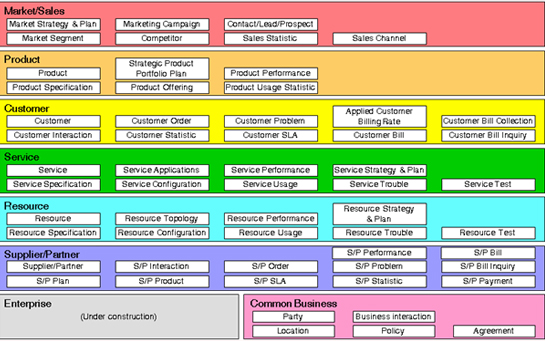 Market/Sales
Market Strategy & Plan
Marketing Campaign
Contact/Lead/Prospect
Market Segment
Competitor
Sales Statistic
Sales Channel
Product
Product
Strategic Product
Portfolio Plan
Product Performance
Product Specification
Product Offering
Product Usage Statistic
Customer
Customer
Customer Order
Customer Problem
Applied Customer
Billing Rate
Customer Bill Collection
Customer Interaction
Customer Statistic
Customer SLA
Customer Bill
Customer Bill Inquiry
Service
Service
Service Applications
Service Performance
Service Strategy & Plan
Service Specification
Service Configuration
Service Usage
Service Trouble
Service Test
Resource
Resource
Resource Topology
Resource Performance
Resource Strategy
& Plan
Resource Specification
Resource Configuration
Resource Usage
Resource Trouble
Resource Test
Supplier/Partner
S/P Performance
S/P Bill
Supplier/Partner
S/P Interaction
S/P Order
S/P Problem
S/P Bill Inquiry
S/P Plan
S/P Product
S/P SLA
S/P Statistic
S/P Payment
Enterprise
(Under construction)
Common Business
Party
Business interaction
Location
Policy
Agreement